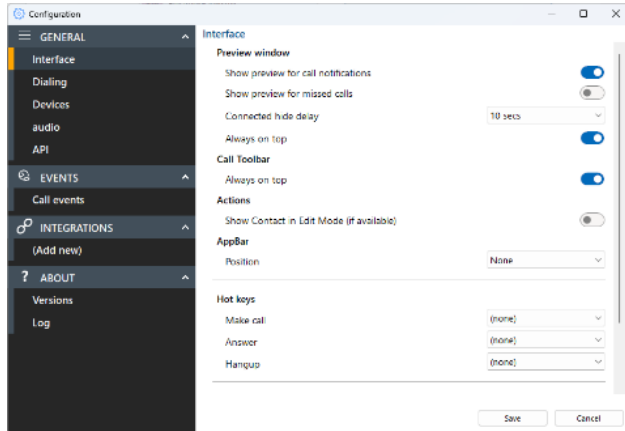 Configuration
GENERAL
Interface
Dialing
Devices
audio
API
EVENTS
Call events
INTEGRATIONS
(Add new)
ABOUT
Versions
Log
Interface
Preview window
Show preview for call notifications
Show preview for missed calls
Connected hide delay 10 secs
Always on top
Call Toolbar
Always on top
Actions
Show Contact in Edit Mode (if available)
AppBar
Position None
Hot keys
Make call (none)
Answer (none)
Hangup (none)
Save Cancel